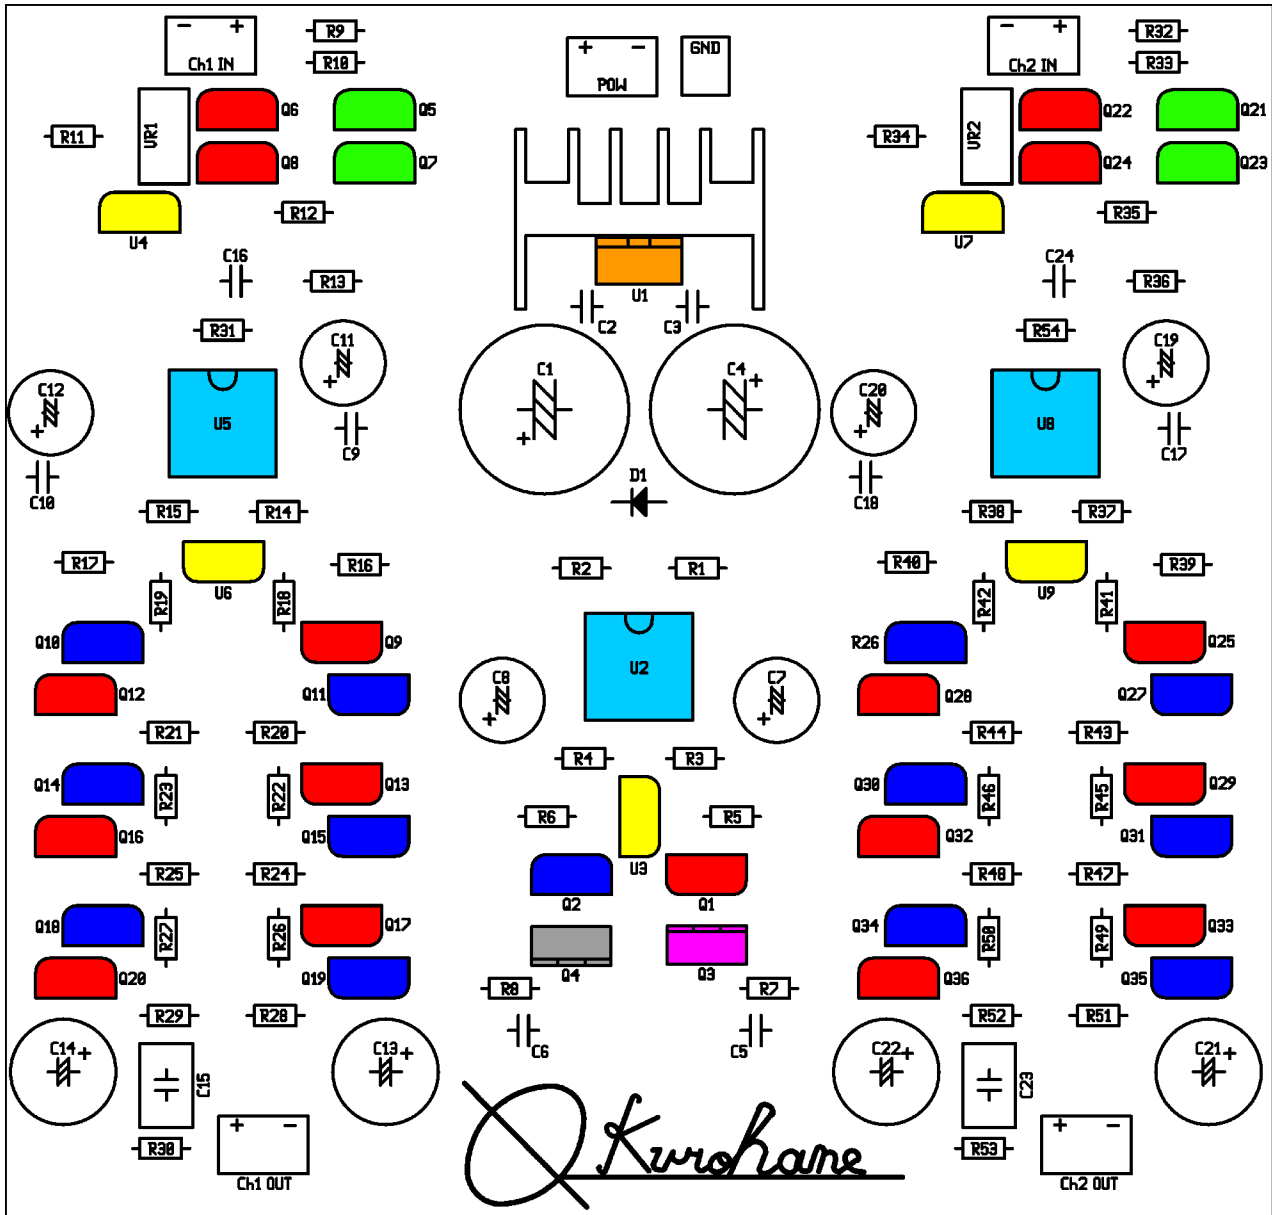 - + R9 R32
Ch1 IN R10 + - POW GND - + Ch2 IN R33
R11 VR1 Q6 Q5 R34 VR2 Q22 Q21
Q8 Q7 Q24 Q23
U4 R12 U7 R35
C16 R13 U1 C24 R36
R31 C11 + C2 C3 R54 C19 +
C12 + U5 C9 C1 + C4 + C20 + U8 C17
C10 D1 C18
R15 R14 R38 R37
R17 U6 R16 R2 R1 R40 U9 R39
R19 R18 R42 R41
Q10 Q9 U2 R26 Q25
Q12 Q11 C8 + C7 + Q28 Q27
R21 R20 R4 R3 R44 R43
Q14 R23 R22 Q13 Q30 R46 R45 Q29
Q16 Q15 R6 R5 Q32 Q31
R25 R24 U3 R48 R47
Q2 Q1
Q18 R27 R26 Q17 Q34 R50 R49 Q33
Q20 Q19 Q4 Q3 Q36 Q35
R29 R28 R8 R7 R52 R51
C14 + C15 C13 + C6 C5 C22 + C23 C21 +
R30 + - Kurohane R53 + -
Ch1 OUT Ch2 OUT